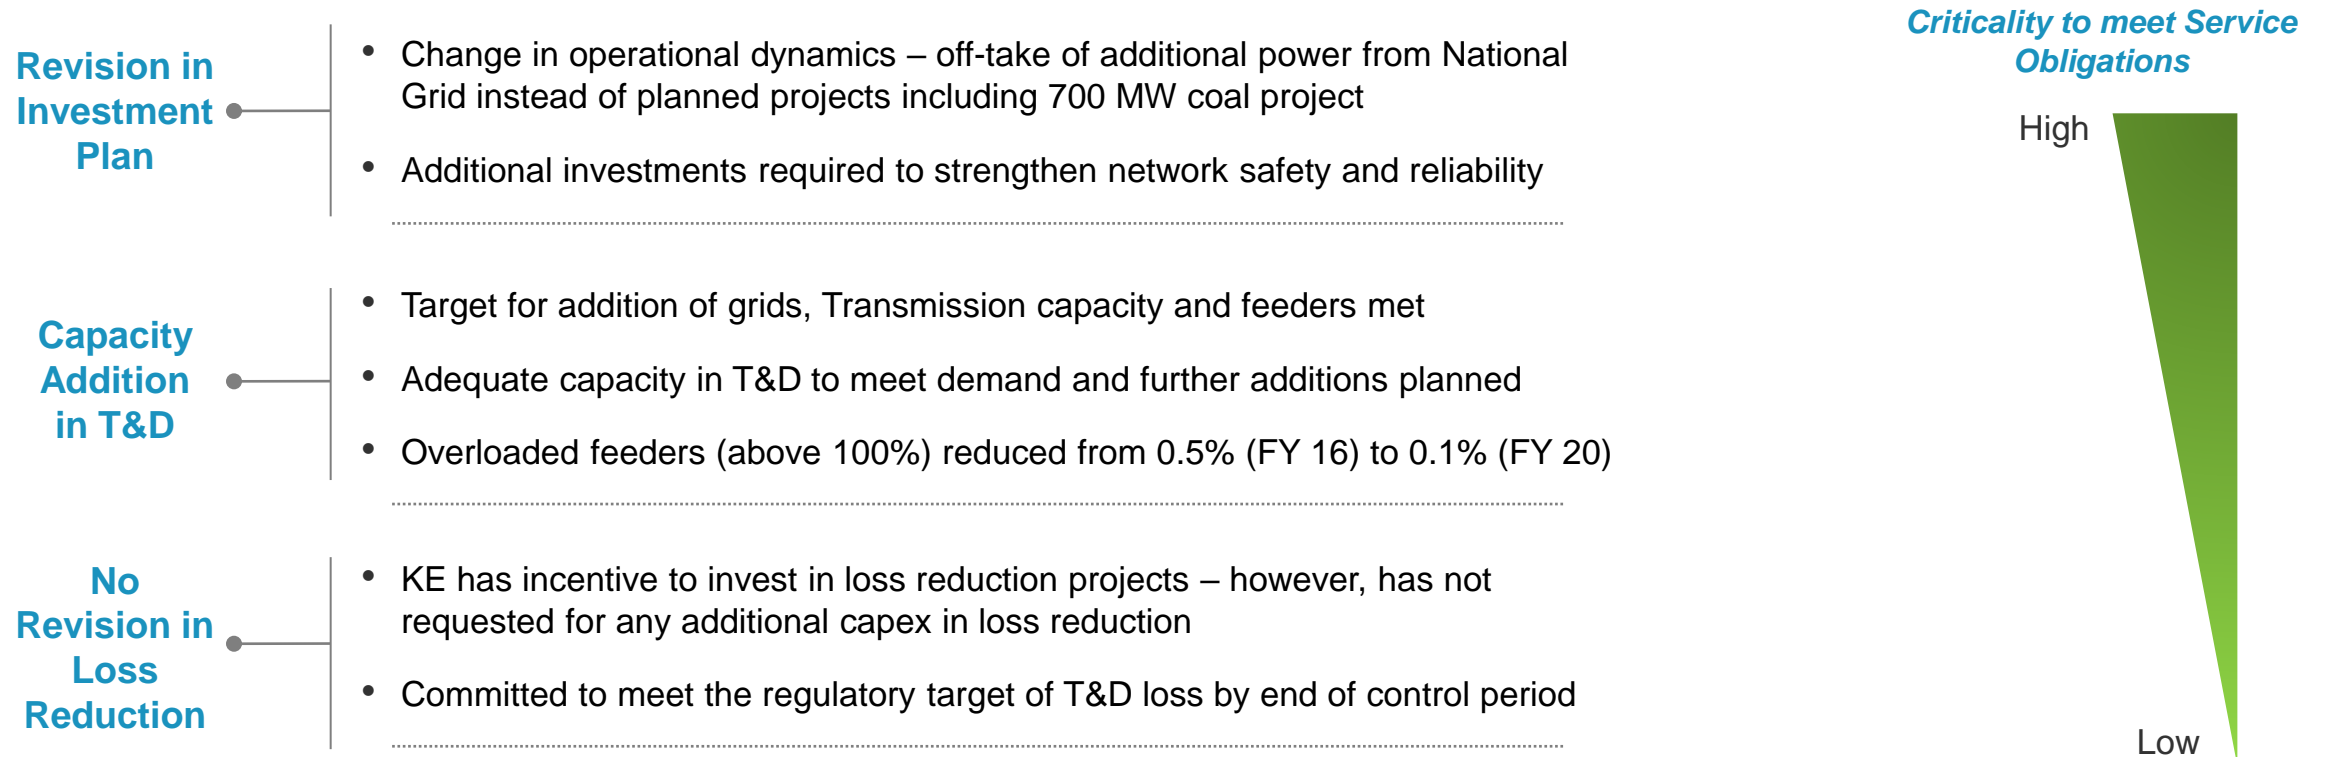 Criticality to meet Service
Obligations
Revision in
Investment
Plan
• Change in operational dynamics – off-take of additional power from National
Grid instead of planned projects including 700 MW coal project
• Additional investments required to strengthen network safety and reliability
High
Capacity
Addition
in T&D
• Target for addition of grids, Transmission capacity and feeders met
• Adequate capacity in T&D to meet demand and further additions planned
• Overloaded feeders (above 100%) reduced from 0.5% (FY 16) to 0.1% (FY 20)
No
Revision in
Loss
Reduction
• KE has incentive to invest in loss reduction projects – however, has not
requested for any additional capex in loss reduction
• Committed to meet the regulatory target of T&D loss by end of control period
Low